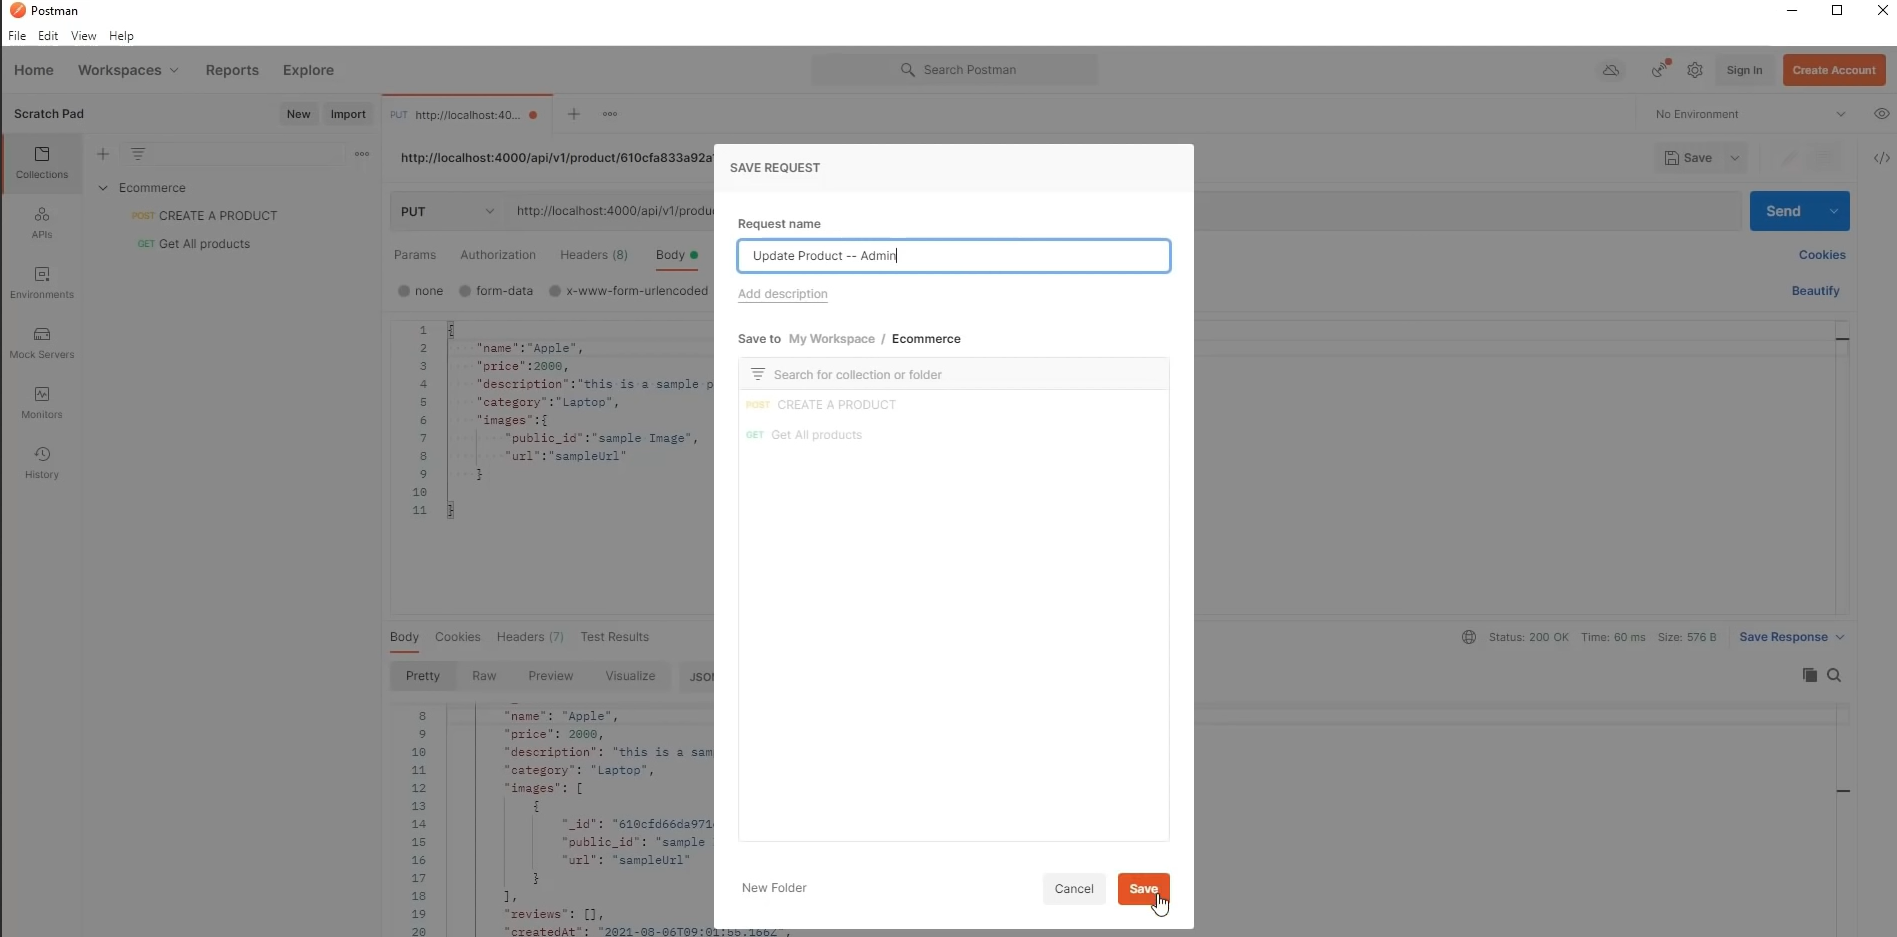 Postman
File Edit View Help
Home Workspaces Reports Explore
Search Postman
Sign In Create Account
Scratch Pad New Import
PUT http://localhost:40...
No Environment
Collections
APIs
Environments
Mock Servers
Monitors
History
Ecommerce
POST CREATE A PRODUCT
GET Get All products
http://localhost:4000/api/v1/product/610cfa833a92a
Save
PUT http://localhost:4000/api/v1/produ
Send
Params Authorization Headers (8) Body
Cookies
none form-data x-www-form-urlencoded
Beautify
1 {
2 "name":"Apple",
3 "price":2000,
4 "description":"this is a sample p
5 "category":"Laptop",
6 "images":{
7 "public_id":"sample Image",
8 "url":"sampleUrl"
9 }
10
11 }
SAVE REQUEST
Request name
Update Product -- Admin
Add description
Save to My Workspace / Ecommerce
Search for collection or folder
POST CREATE A PRODUCT
GET Get All products
New Folder Cancel Save
Body Cookies Headers (7) Test Results
Status: 200 OK Time: 60 ms Size: 576 B Save Response
Pretty Raw Preview Visualize JSON
8 "name": "Apple",
9 "price": 2000,
10 "description": "this is a sam
11 "category": "Laptop",
12 "images": [
13 {
14 "_id": "610cfd66da971
15 "public_id": "sample
16 "url": "sampleUrl"
17 }
18 ],
19 "reviews": [],
20 "createdAt": "2021-08-06T09:01:55.166Z",